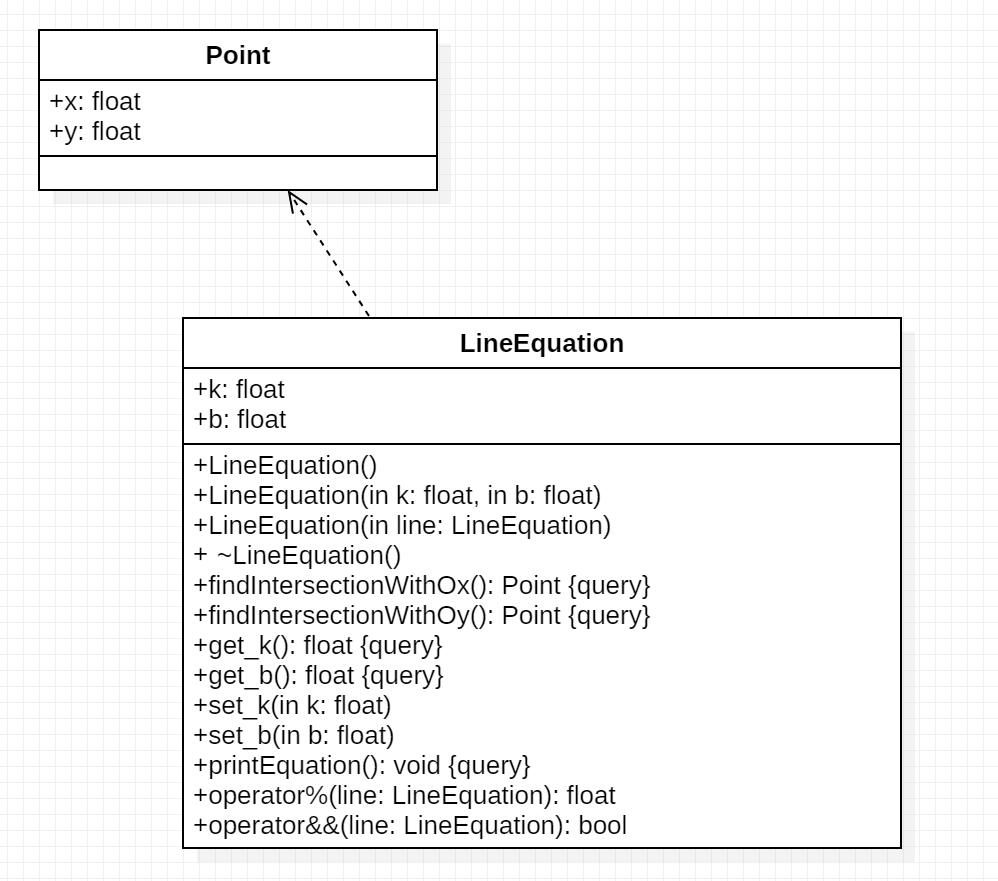 Point
+x: float
+y: float
LineEquation
+k: float
+b: float
+LineEquation()
+LineEquation(in k: float, in b: float)
+LineEquation(in line: LineEquation)
+ ~LineEquation()
+findIntersectionWithOx(): Point {query}
+findIntersectionWithOy(): Point {query}
+get_k(): float {query}
+get_b(): float {query}
+set_k(in k: float)
+set_b(in b: float)
+printEquation(): void {query}
+operator%(line: LineEquation): float
+operator&&(line: LineEquation): bool